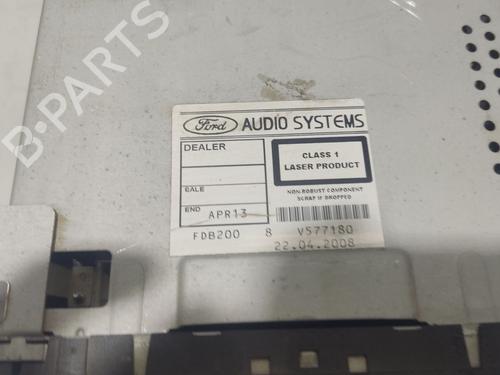 B-PARTS
Ford AUDIO SYSTEMS
DEALER
CLASS 1
LASER PRODUCT
SALE
NON-ROBUST COMPONENT
SCRAP IF DROPPED
END APR13
FDB200 8 V577180
22.04.2008